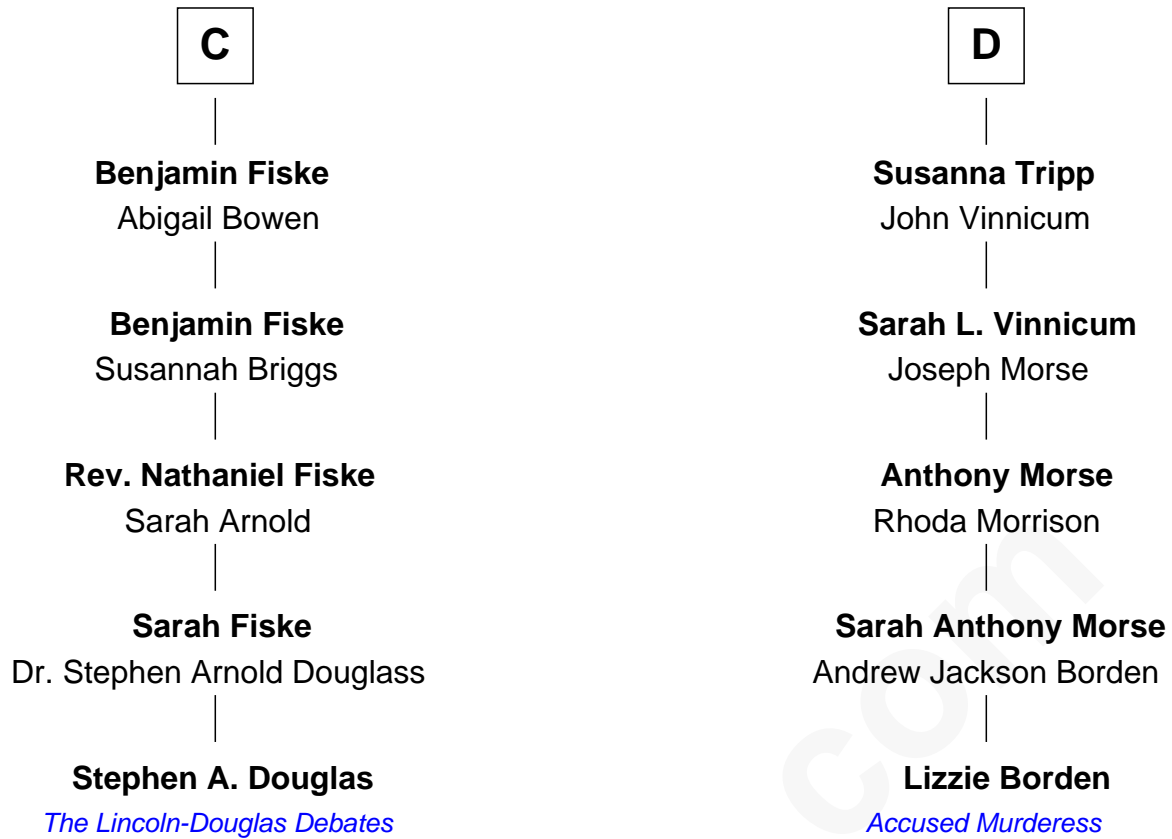 C
Benjamin Fiske
Abigail Bowen
Benjamin Fiske
Susannah Briggs
Rev. Nathaniel Fiske
Sarah Arnold
Sarah Fiske
Dr. Stephen Arnold Douglass
Stephen A. Douglas
The Lincoln-Douglas Debates
D
Susanna Tripp
John Vinnicum
Sarah L. Vinnicum
Joseph Morse
Anthony Morse
Rhoda Morrison
Sarah Anthony Morse
Andrew Jackson Borden
Lizzie Borden
Accused Murderess
com